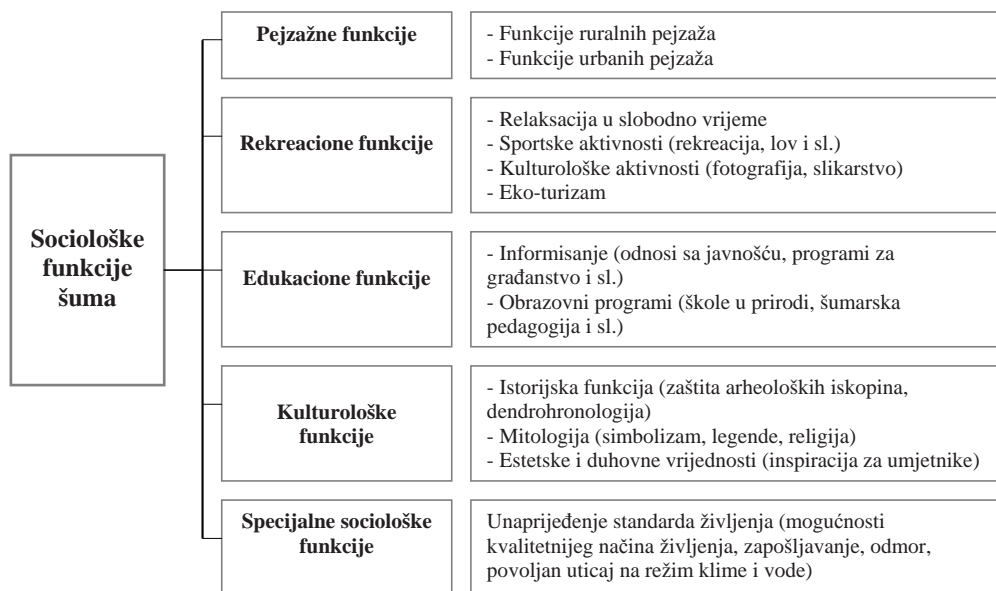 Sociološke
funkcije
šuma
Pejzažne funkcije
- Funkcije ruralnih pejzaža
- Funkcije urbanih pejzaža
Rekreacione funkcije
- Relaksacija u slobodno vrijeme
- Sportske aktivnosti (rekreacija, lov i sl.)
- Kulturološke aktivnosti (fotografija, slikarstvo)
- Eko-turizam
Edukacione funkcije
- Informisanje (odnosi sa javnošću, programi za
građanstvo i sl.)
- Obrazovni programi (škole u prirodi, šumarska
pedagogija i sl.)
Kulturološke
funkcije
- Istorijska funkcija (zaštita arheoloških iskopina,
dendrohronologija)
- Mitologija (simbolizam, legende, religija)
- Estetske i duhovne vrijednosti (inspiracija za umjetnike)
Specijalne sociološke
funkcije
Unaprijeđenje standarda življenja (mogućnosti
kvalitetnijeg načina življenja, zapošljavanje, odmor,
povoljan uticaj na režim klime i vode)